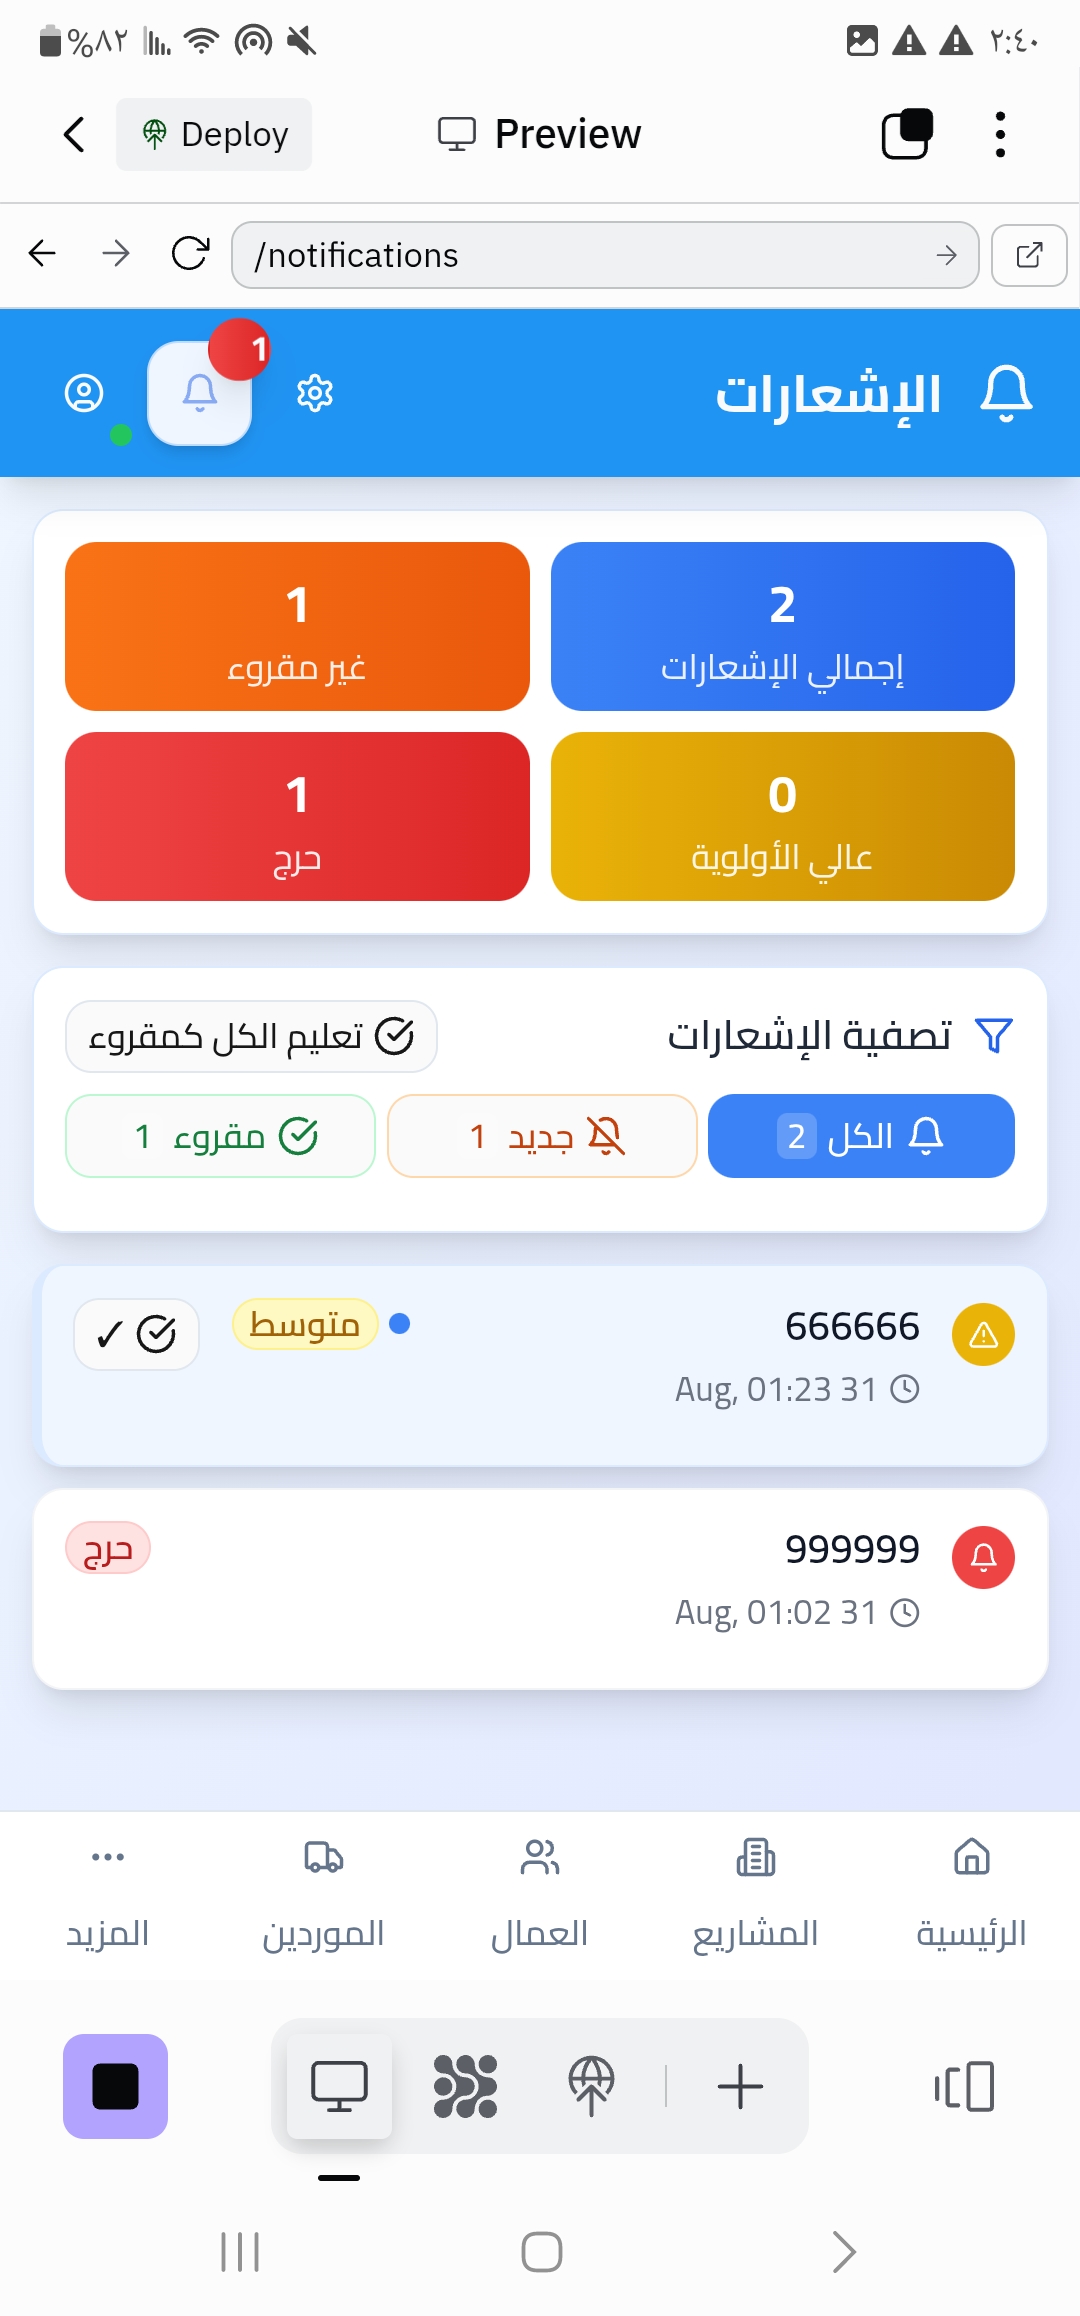 %٨٢
٢:٤٠
Deploy
Preview
/notifications
الإشعارات
1
2
إجمالي الإشعارات
1
غير مقروء
0
عالي الأولوية
1
حرج
تصفية الإشعارات
تعليم الكل كمقروء
الكل 2
جديد 1
مقروء 1
666666
متوسط
✓
Aug, 01:23 31
999999
حرج
Aug, 01:02 31
الرئيسية
المشاريع
العمال
الموردين
المزيد